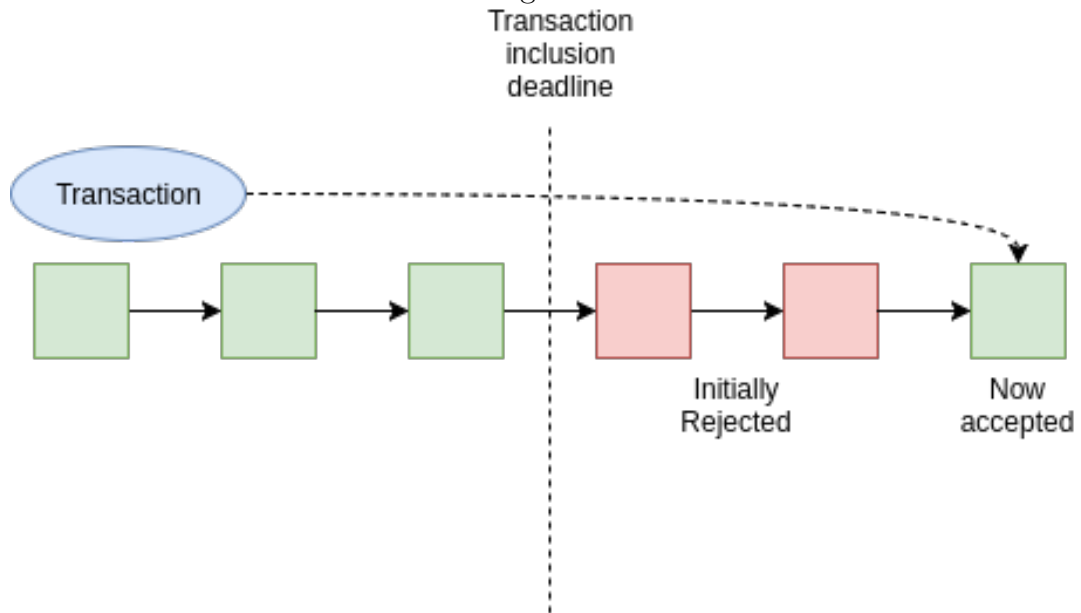 Transaction
inclusion
deadline
Transaction
Initially
Rejected
Now
accepted